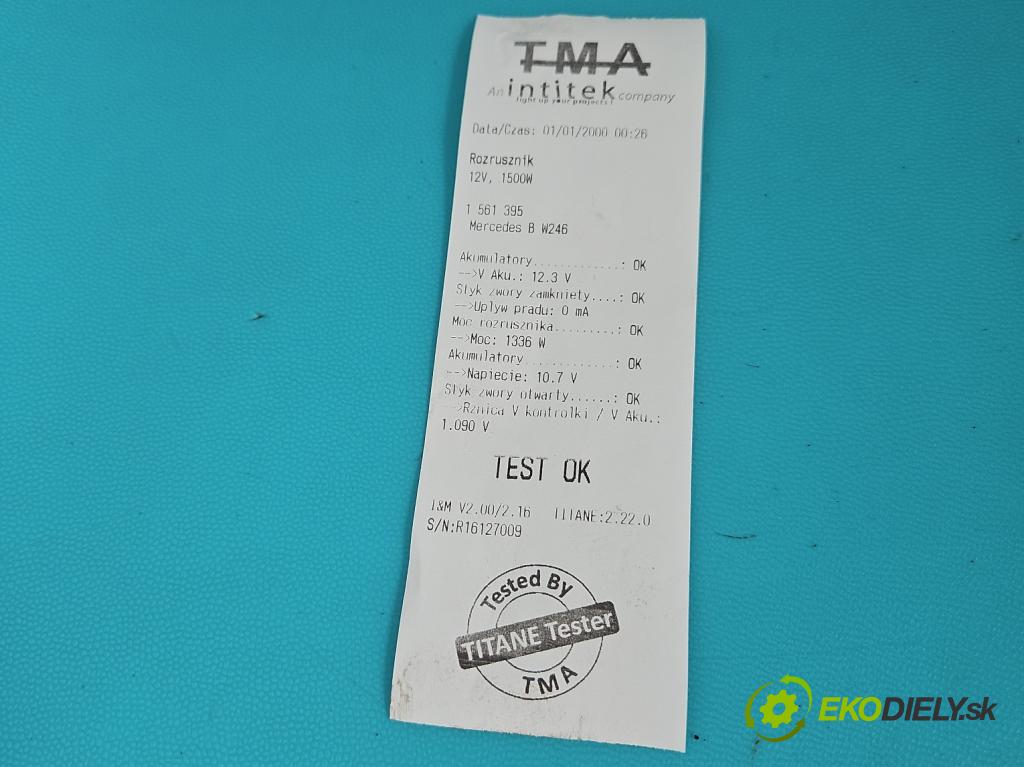 TMA
An intitek company
light up your projects !
Data/Czas: 01/01/2000 00:26
Rozrusznik
12V, 1500W
1 561 395
Mercedes B W246
Akumulatory.............: OK
-->V Aku.: 12.3 V
Styk zwory zamkniety....: OK
-->Uplyw pradu: 0 mA
Moc rozrusznika.........: OK
-->Moc: 1336 W
Akumulatory.............: OK
-->Napiecie: 10.7 V
Styk zwory otwarty......: OK
-->Rznica V kontrolki / V Aku.:
1.090 V
TEST OK
I&M V2.00/2.16 TITANE:2.22.0
S/N:R16127009
Tested By
TITANE Tester
TMA
EKODIELY.sk